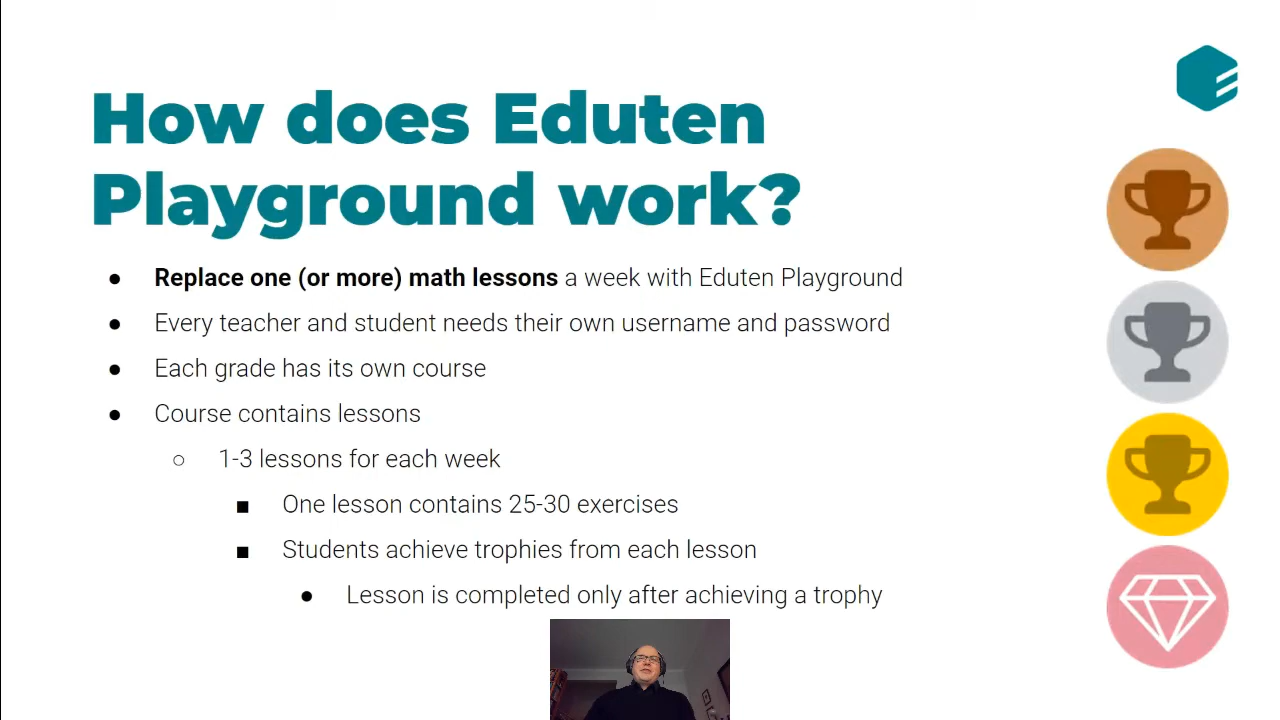 How does Eduten
Playground work?
● Replace one (or more) math lessons a week with Eduten Playground
● Every teacher and student needs their own username and password
● Each grade has its own course
● Course contains lessons
○ 1-3 lessons for each week
■ One lesson contains 25-30 exercises
■ Students achieve trophies from each lesson
● Lesson is completed only after achieving a trophy